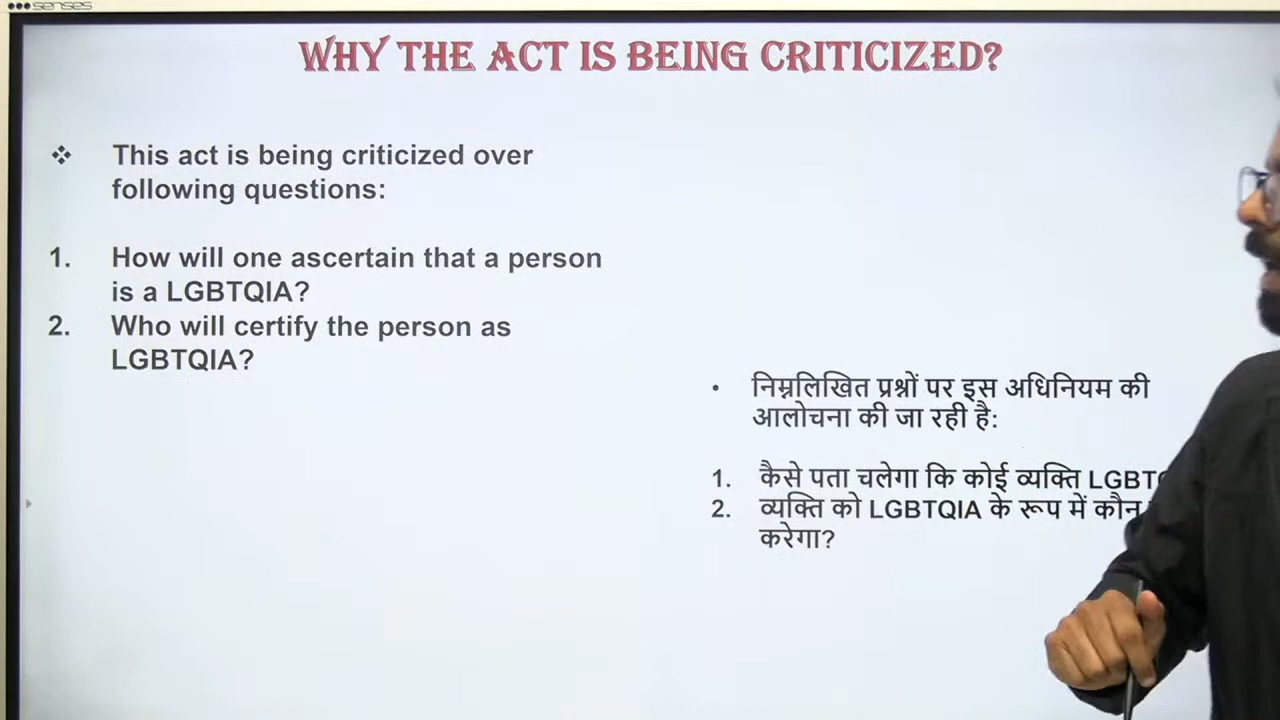 senses
WHY THE ACT IS BEING CRITICIZED?
❖ This act is being criticized over
following questions:
1. How will one ascertain that a person
is a LGBTQIA?
2. Who will certify the person as
LGBTQIA?
• निम्नलिखित प्रश्नों पर इस अधिनियम की
आलोचना की जा रही है:
1. कैसे पता चलेगा कि कोई व्यक्ति
2. व्यक्ति को LGBTQIA के रूप में कौन
करेगा?